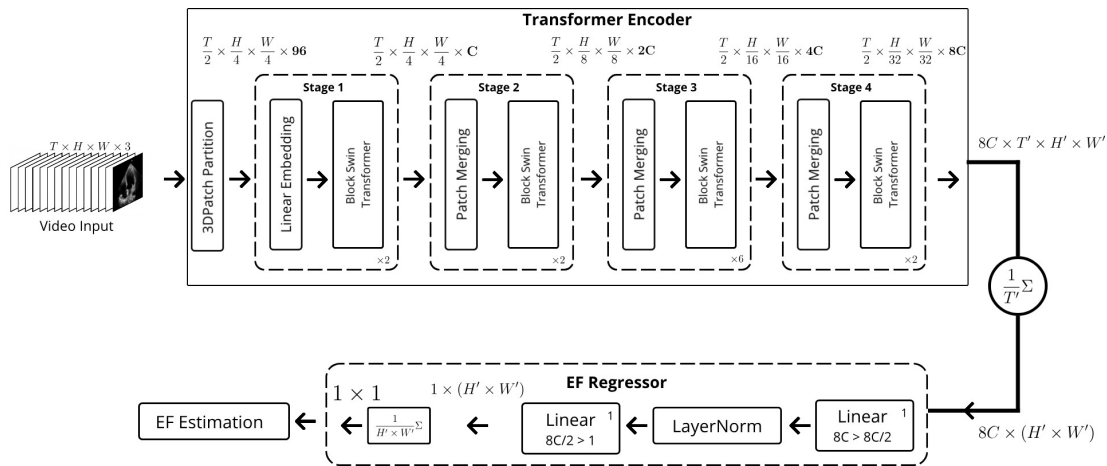 Transformer Encoder
T/2 × H/4 × W/4 × 96
T/2 × H/4 × W/4 × C
T/2 × H/8 × W/8 × 2C
T/2 × H/16 × W/16 × 4C
T/2 × H/32 × W/32 × 8C
T × H × W × 3
Video Input
3DPatch Partition
Stage 1
Linear Embedding
Block Swin
Transformer
×2
Stage 2
Patch Merging
Block Swin
Transformer
×2
Stage 3
Patch Merging
Block Swin
Transformer
×6
Stage 4
Patch Merging
Block Swin
Transformer
×2
8C × T′ × H′ × W′
1/T′ Σ
8C × (H′ × W′)
EF Regressor
Linear 1
8C > 8C/2
LayerNorm
Linear 1
8C/2 > 1
1 × (H′ × W′)
1/H′×W′ Σ
1 × 1
EF Estimation